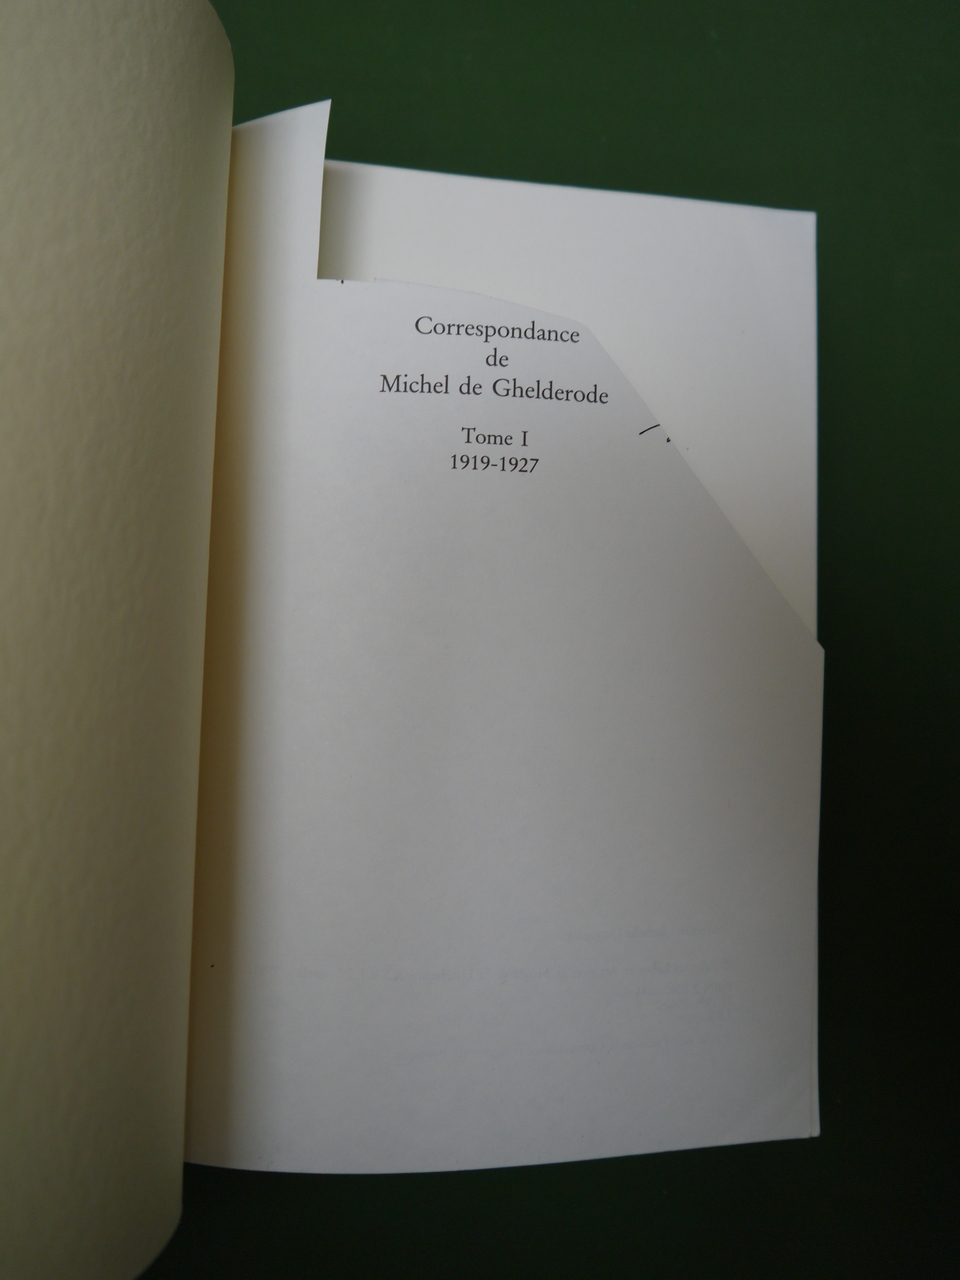 Correspondance
de
Michel de Ghelderode
Tome I
1919-1927